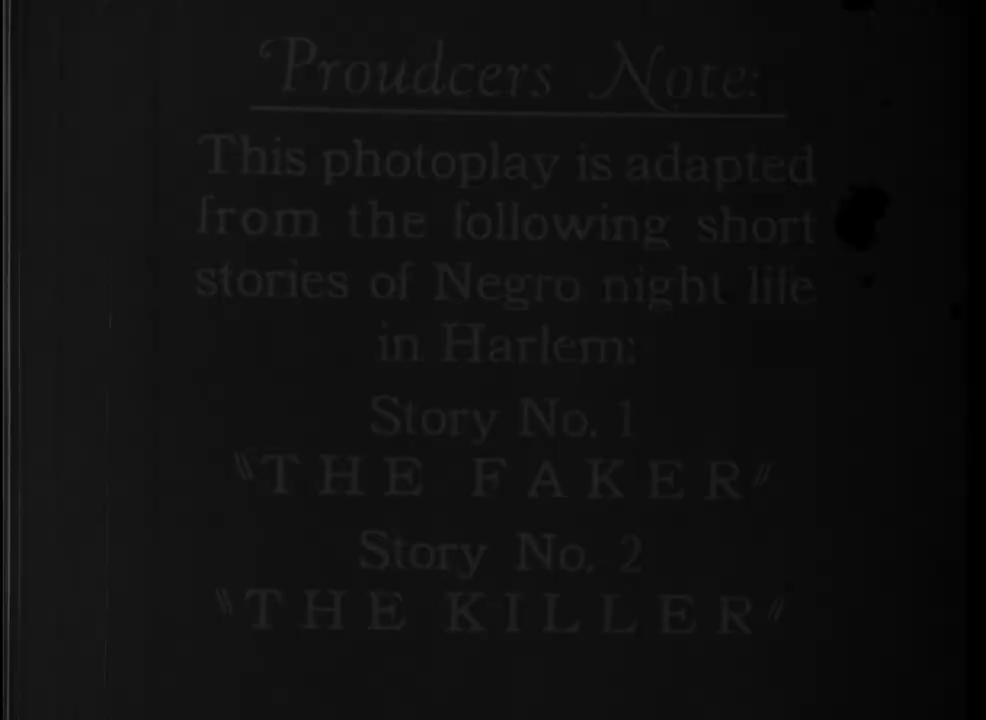 Proudcers Note:
This photoplay is adapted
from the following short
stories of Negro night life
in Harlem:
Story No. 1
"THE FAKER"
Story No. 2
"THE KILLER"